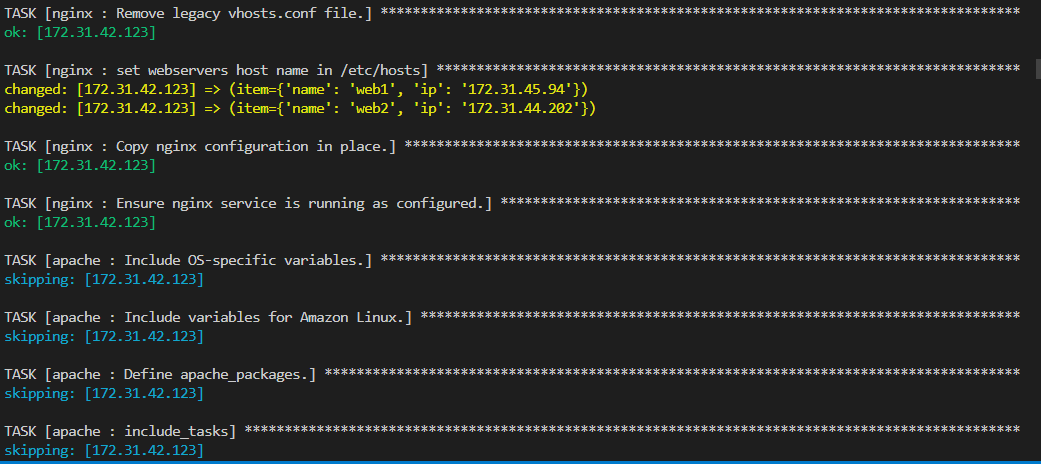 TASK [nginx : Remove legacy vhosts.conf file.] ********************************************************************************
ok: [172.31.42.123]
TASK [nginx : set webservers host name in /etc/hosts] *************************************************************************
changed: [172.31.42.123] => (item={'name': 'web1', 'ip': '172.31.45.94'})
changed: [172.31.42.123] => (item={'name': 'web2', 'ip': '172.31.44.202'})
TASK [nginx : Copy nginx configuration in place.] *****************************************************************************
ok: [172.31.42.123]
TASK [nginx : Ensure nginx service is running as configured.] *****************************************************************
ok: [172.31.42.123]
TASK [apache : Include OS-specific variables.] ********************************************************************************
skipping: [172.31.42.123]
TASK [apache : Include variables for Amazon Linux.] ***************************************************************************
skipping: [172.31.42.123]
TASK [apache : Define apache_packages.] ***************************************************************************************
skipping: [172.31.42.123]
TASK [apache : include_tasks] *************************************************************************************************
skipping: [172.31.42.123]